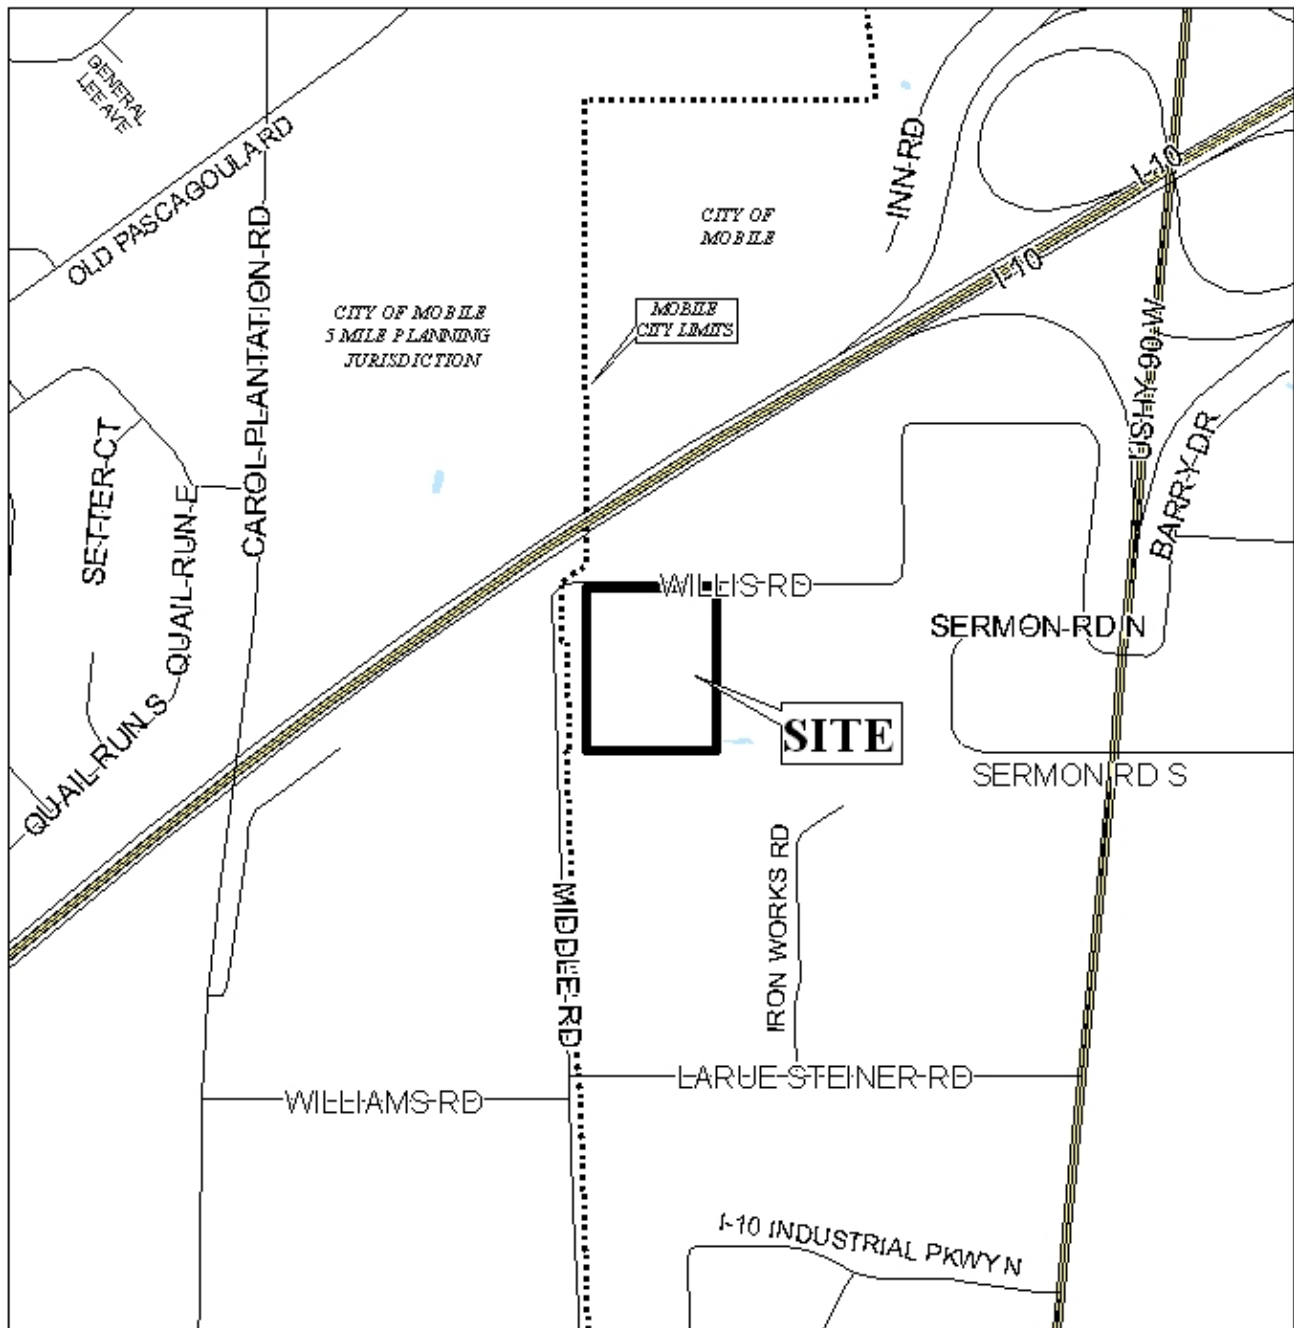 GENERAL
LEE AVE
OLD PASCAGOULA RD
CAROL PLANTATION RD
INN RD
I-10
I-10
CITY OF
MOBILE
MOBILE
CITY LIMITS
CITY OF MOBILE
5 MILE PLANNING
JURISDICTION
USHY 90 W
BARRY DR
SETTER CT
QUAIL RUN E
QUAIL RUN S
WILLIS RD
SERMON RD N
SITE
SERMON RD S
IRON WORKS RD
MIDDLE RD
LARUE STEINER RD
WILLIAMS RD
I-10 INDUSTRIAL PKWY N